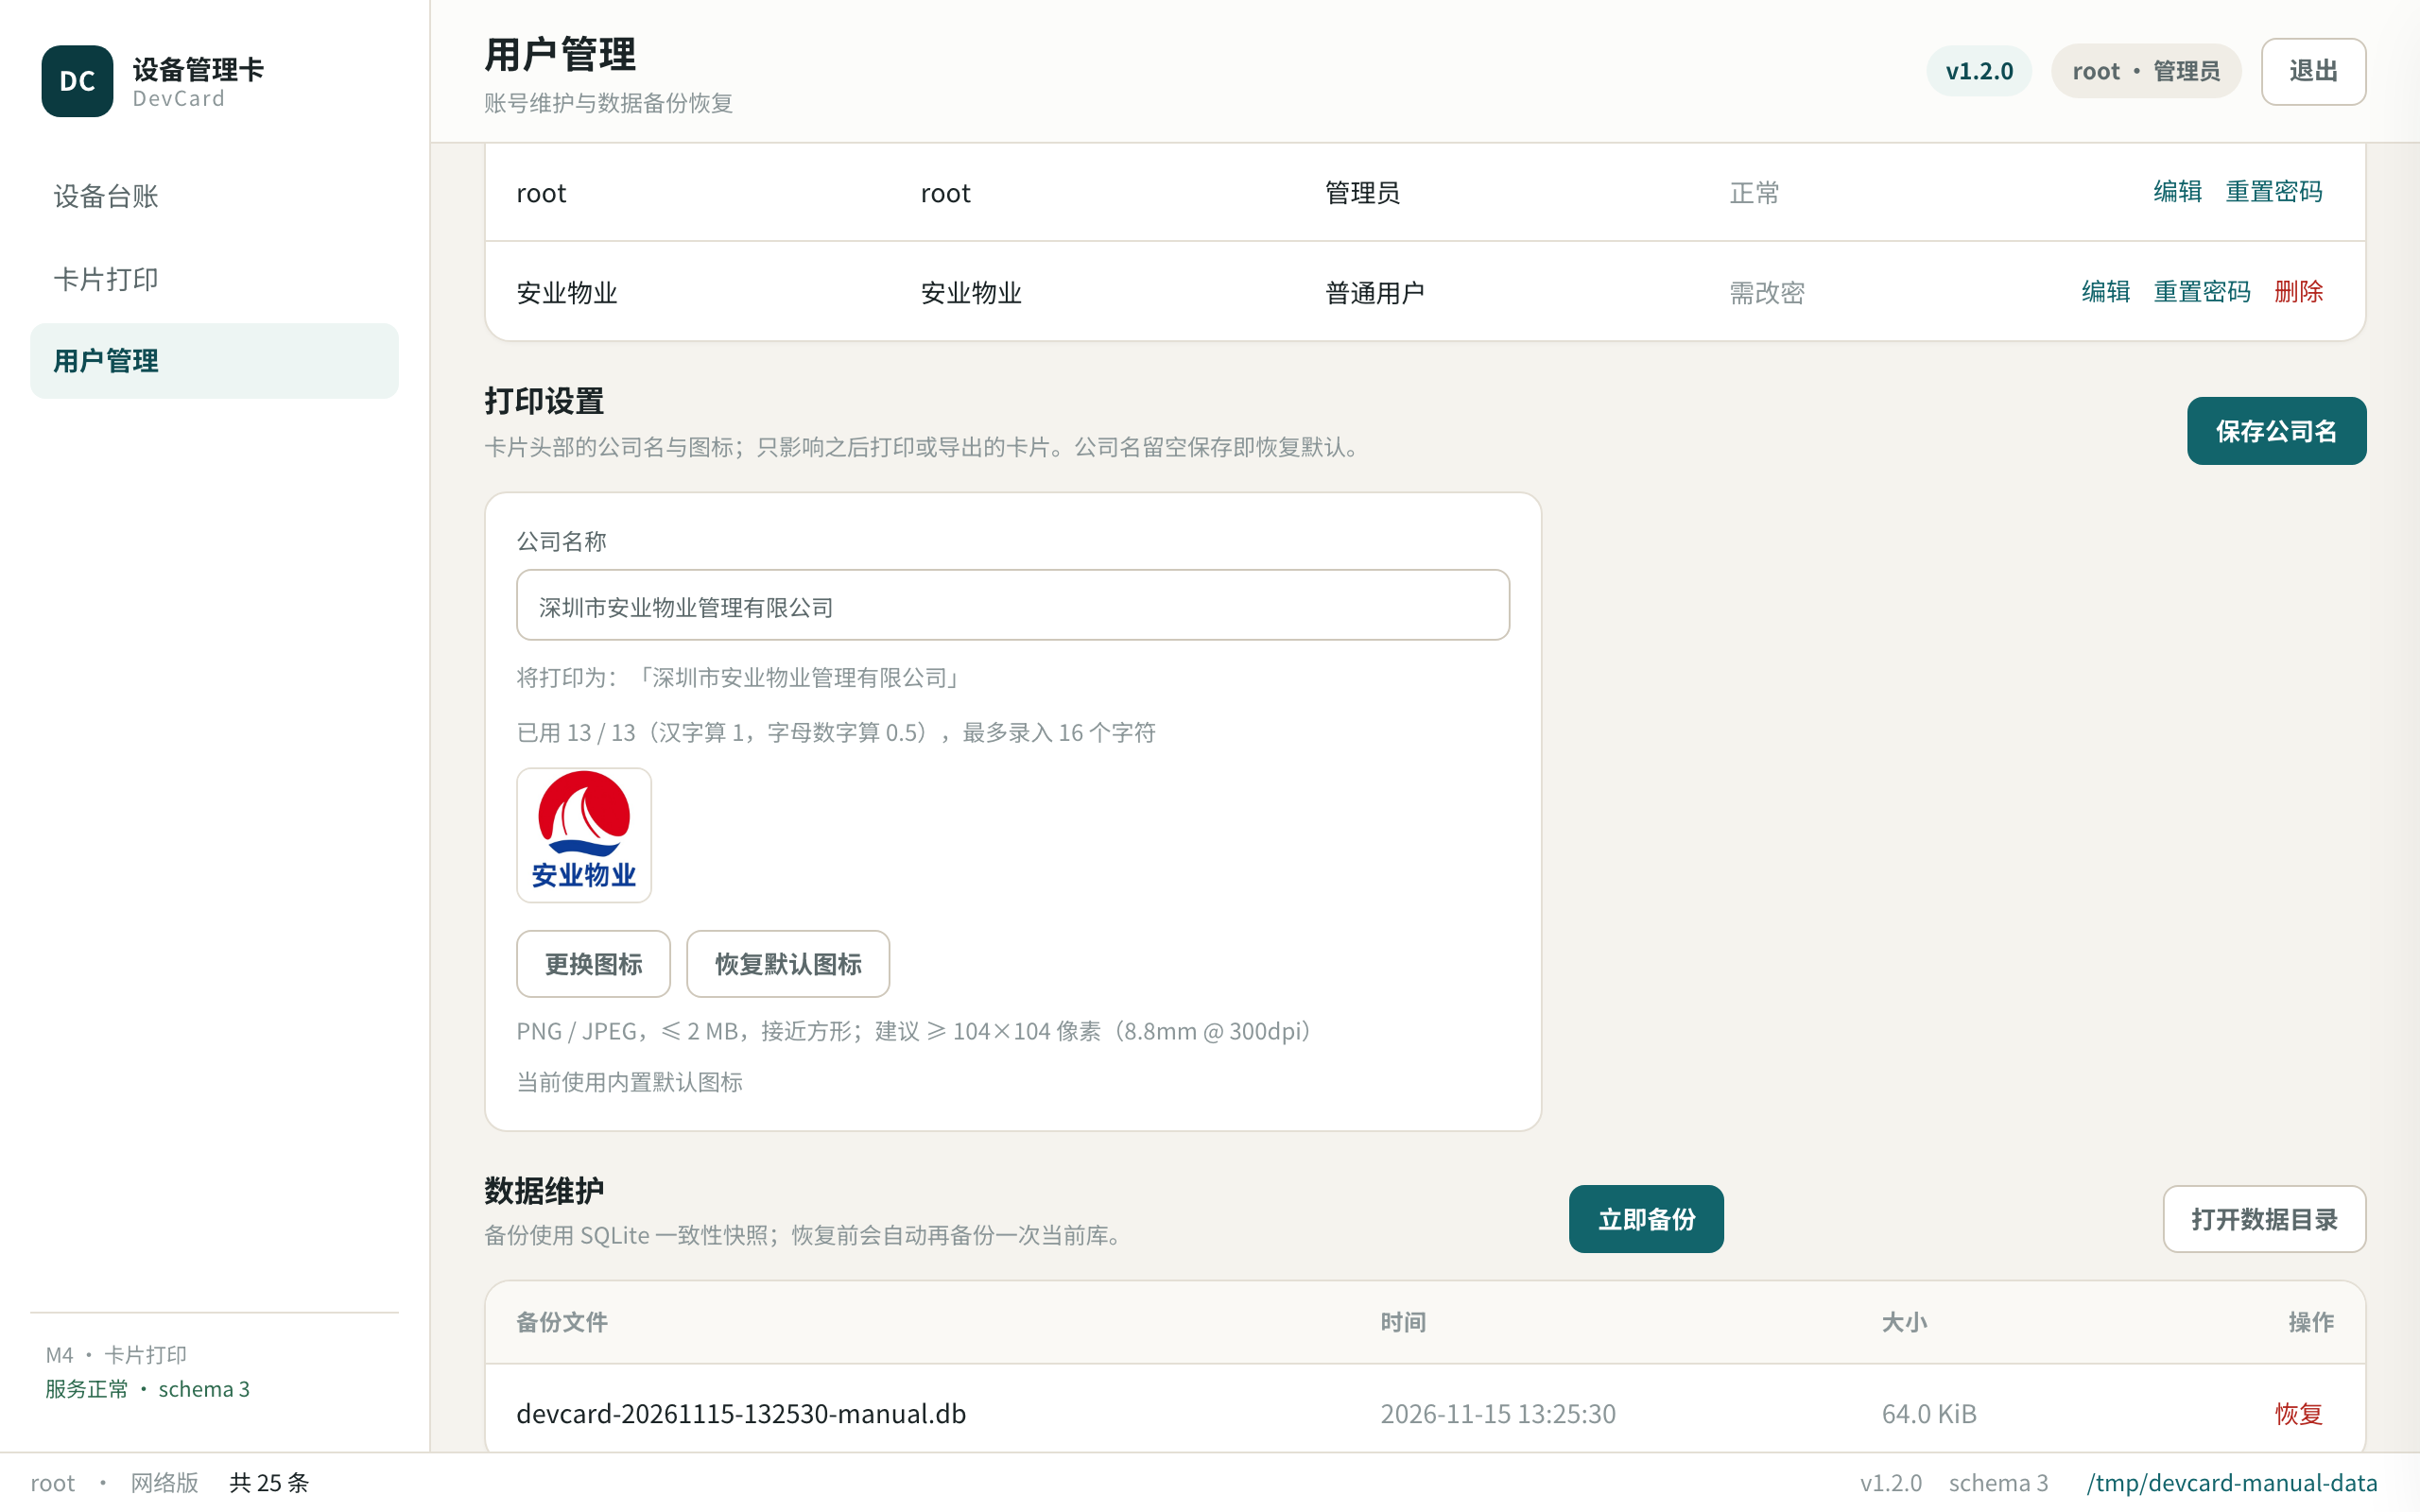 DC
设备管理卡
DevCard
设备台账
卡片打印
用户管理
M4 · 卡片打印
服务正常 · schema 3
用户管理
账号维护与数据备份恢复
v1.2.0
root · 管理员
退出
root root 管理员 正常 编辑 重置密码
安业物业 安业物业 普通用户 需改密 编辑 重置密码 删除
打印设置
卡片头部的公司名与图标；只影响之后打印或导出的卡片。公司名留空保存即恢复默认。
保存公司名
公司名称
深圳市安业物业管理有限公司
将打印为：「深圳市安业物业管理有限公司」
已用 13 / 13（汉字算 1，字母数字算 0.5），最多录入 16 个字符
安业物业
更换图标 恢复默认图标
PNG / JPEG，≤ 2 MB，接近方形；建议 ≥ 104×104 像素（8.8mm @ 300dpi）
当前使用内置默认图标
数据维护
备份使用 SQLite 一致性快照；恢复前会自动再备份一次当前库。
立即备份
打开数据目录
备份文件 时间 大小 操作
devcard-20261115-132530-manual.db 2026-11-15 13:25:30 64.0 KiB 恢复
root · 网络版 共 25 条
v1.2.0 schema 3 /tmp/devcard-manual-data